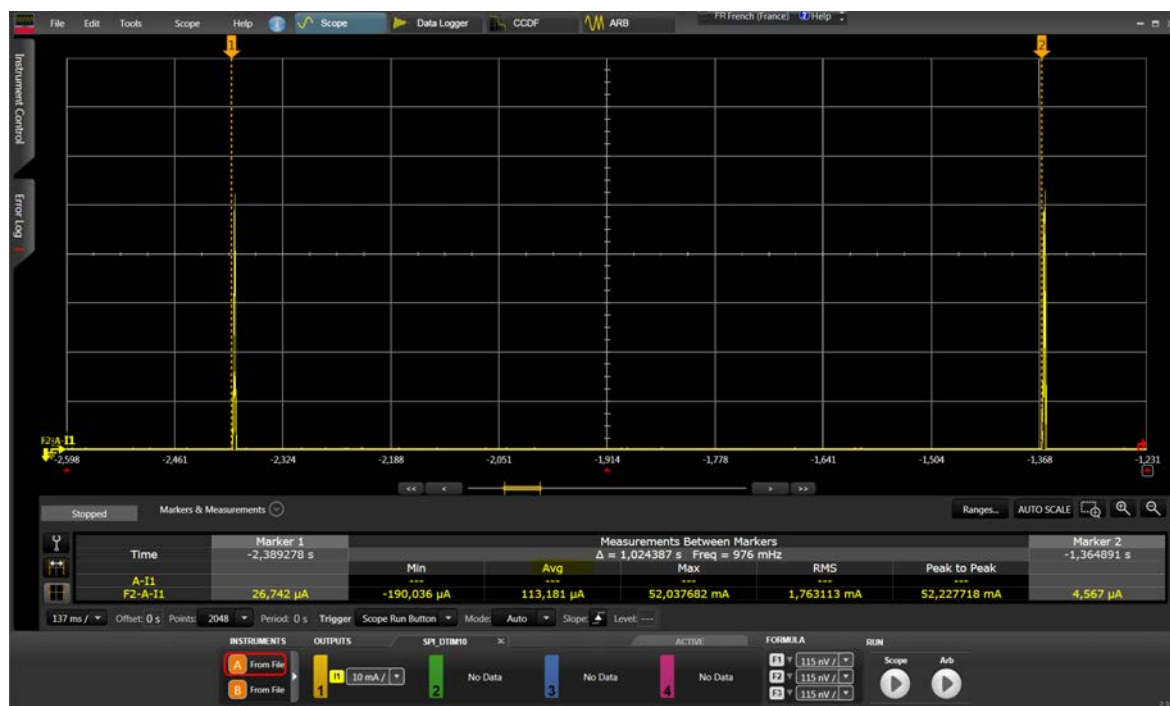 File Edit Tools Scope Help i Scope Data Logger CCDF ARB FR French (France) ? Help
1 2
Instrument Control
Error Log
F2-A-I1
-2,598 -2,461 -2,324 -2,188 -2,051 -1,914 -1,778 -1,641 -1,504 -1,368 -1,231
<< < > >>
Stopped Markers & Measurements Ranges... AUTO SCALE
Marker 1 Measurements Between Markers Marker 2
Time -2,389278 s Δ = 1,024387 s Freq = 976 mHz -1,364891 s
Min Avg Max RMS Peak to Peak
A-I1 --- --- --- --- ---
F2-A-I1 26,742 µA -190,036 µA 113,181 µA 52,037682 mA 1,763113 mA 52,227718 mA 4,567 µA
137 ms / Offset: 0 s Points: 2048 Period: 0 s Trigger Scope Run Button Mode: Auto Slope: Level: ---
INSTRUMENTS OUTPUTS SPI_DTIM10 ACTIVE FORMULA RUN
A From File 1 I1 10 mA / 2 No Data 3 No Data 4 No Data F1 115 nV / Scope Arb
F2 115 nV /
B From File F3 115 nV /